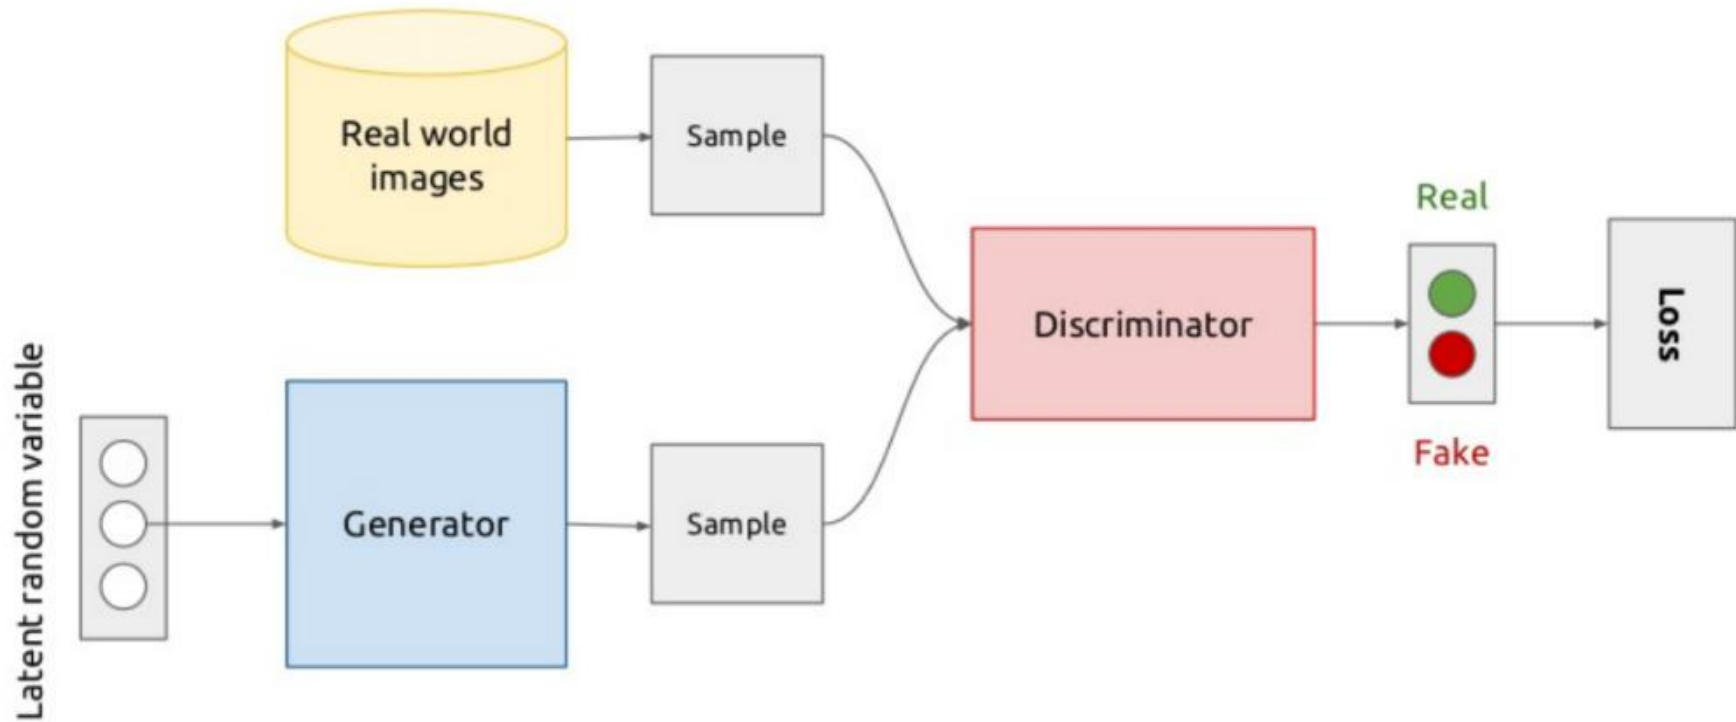 Real world
images
Sample
Real
Discriminator
Loss
Fake
Latent random variable
Generator
Sample